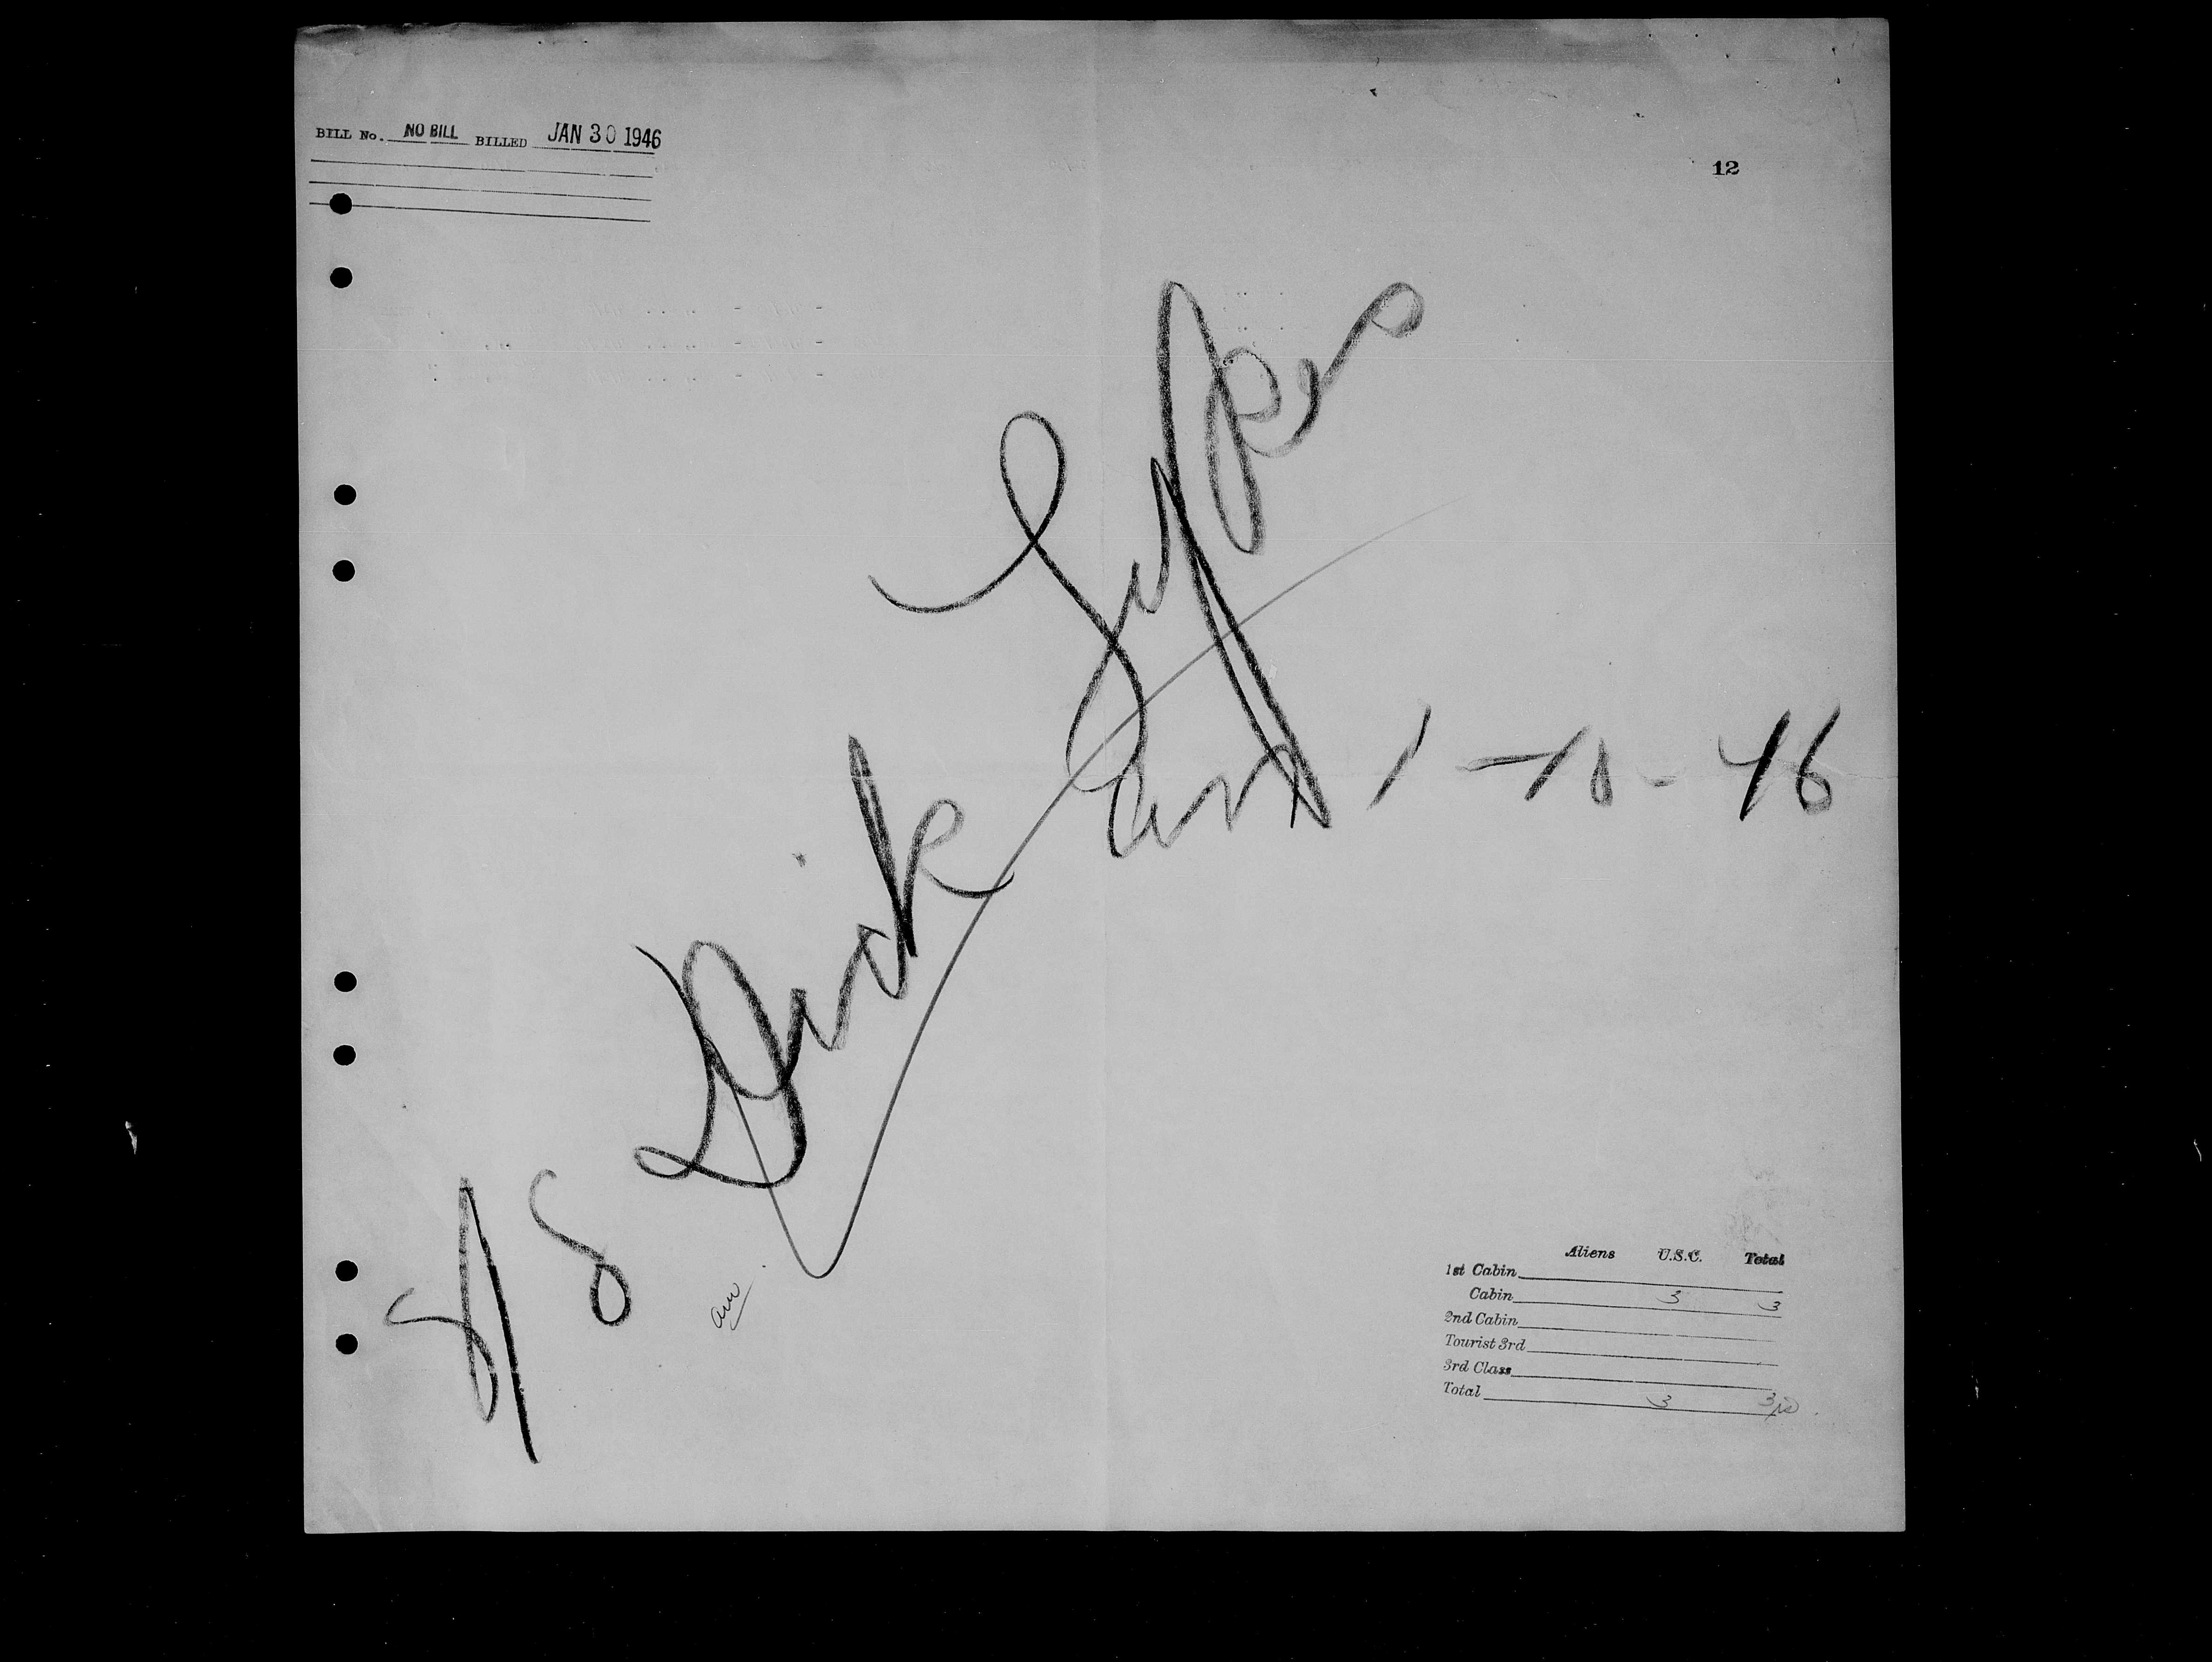 BILL No. NO BILL BILLED JAN 30 1946
12
S/S Dick Lykes
arr 1-10-46
Aliens U.S.C. Total
1st Cabin
Cabin 3 3
2nd Cabin
Tourist 3rd
3rd Class
Total 3 3